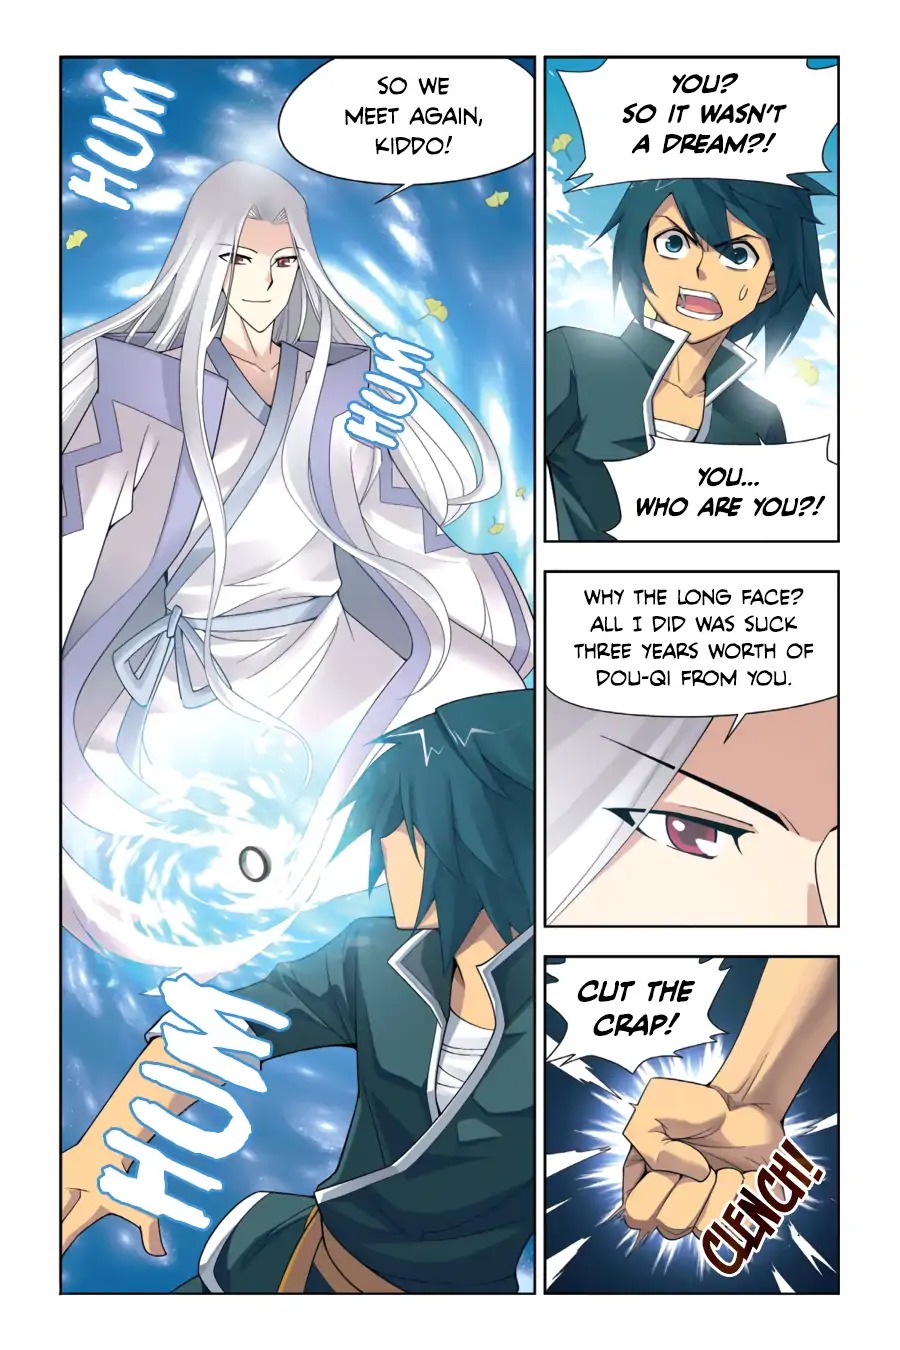 HUM
SO WE
MEET AGAIN,
KIDDO!
HUM
HUM
YOU?
SO IT WASN'T
A DREAM?!
YOU...
WHO ARE YOU?!
WHY THE LONG FACE?
ALL I DID WAS SUCK
THREE YEARS WORTH OF
DOU-QI FROM YOU.
CUT THE
CRAP!
CLENCH!